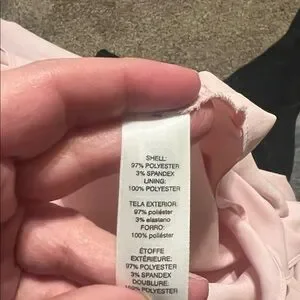 SHELL:
97% POLYESTER
3% SPANDEX
LINING:
100% POLYESTER
TELA EXTERIOR:
97% poliéster
3% elastano
FORRO:
100% poliéster
ÉTOFFE
EXTÉRIEURE:
97% POLYESTER
3% SPANDEX
DOUBLURE:
100% POLYESTER